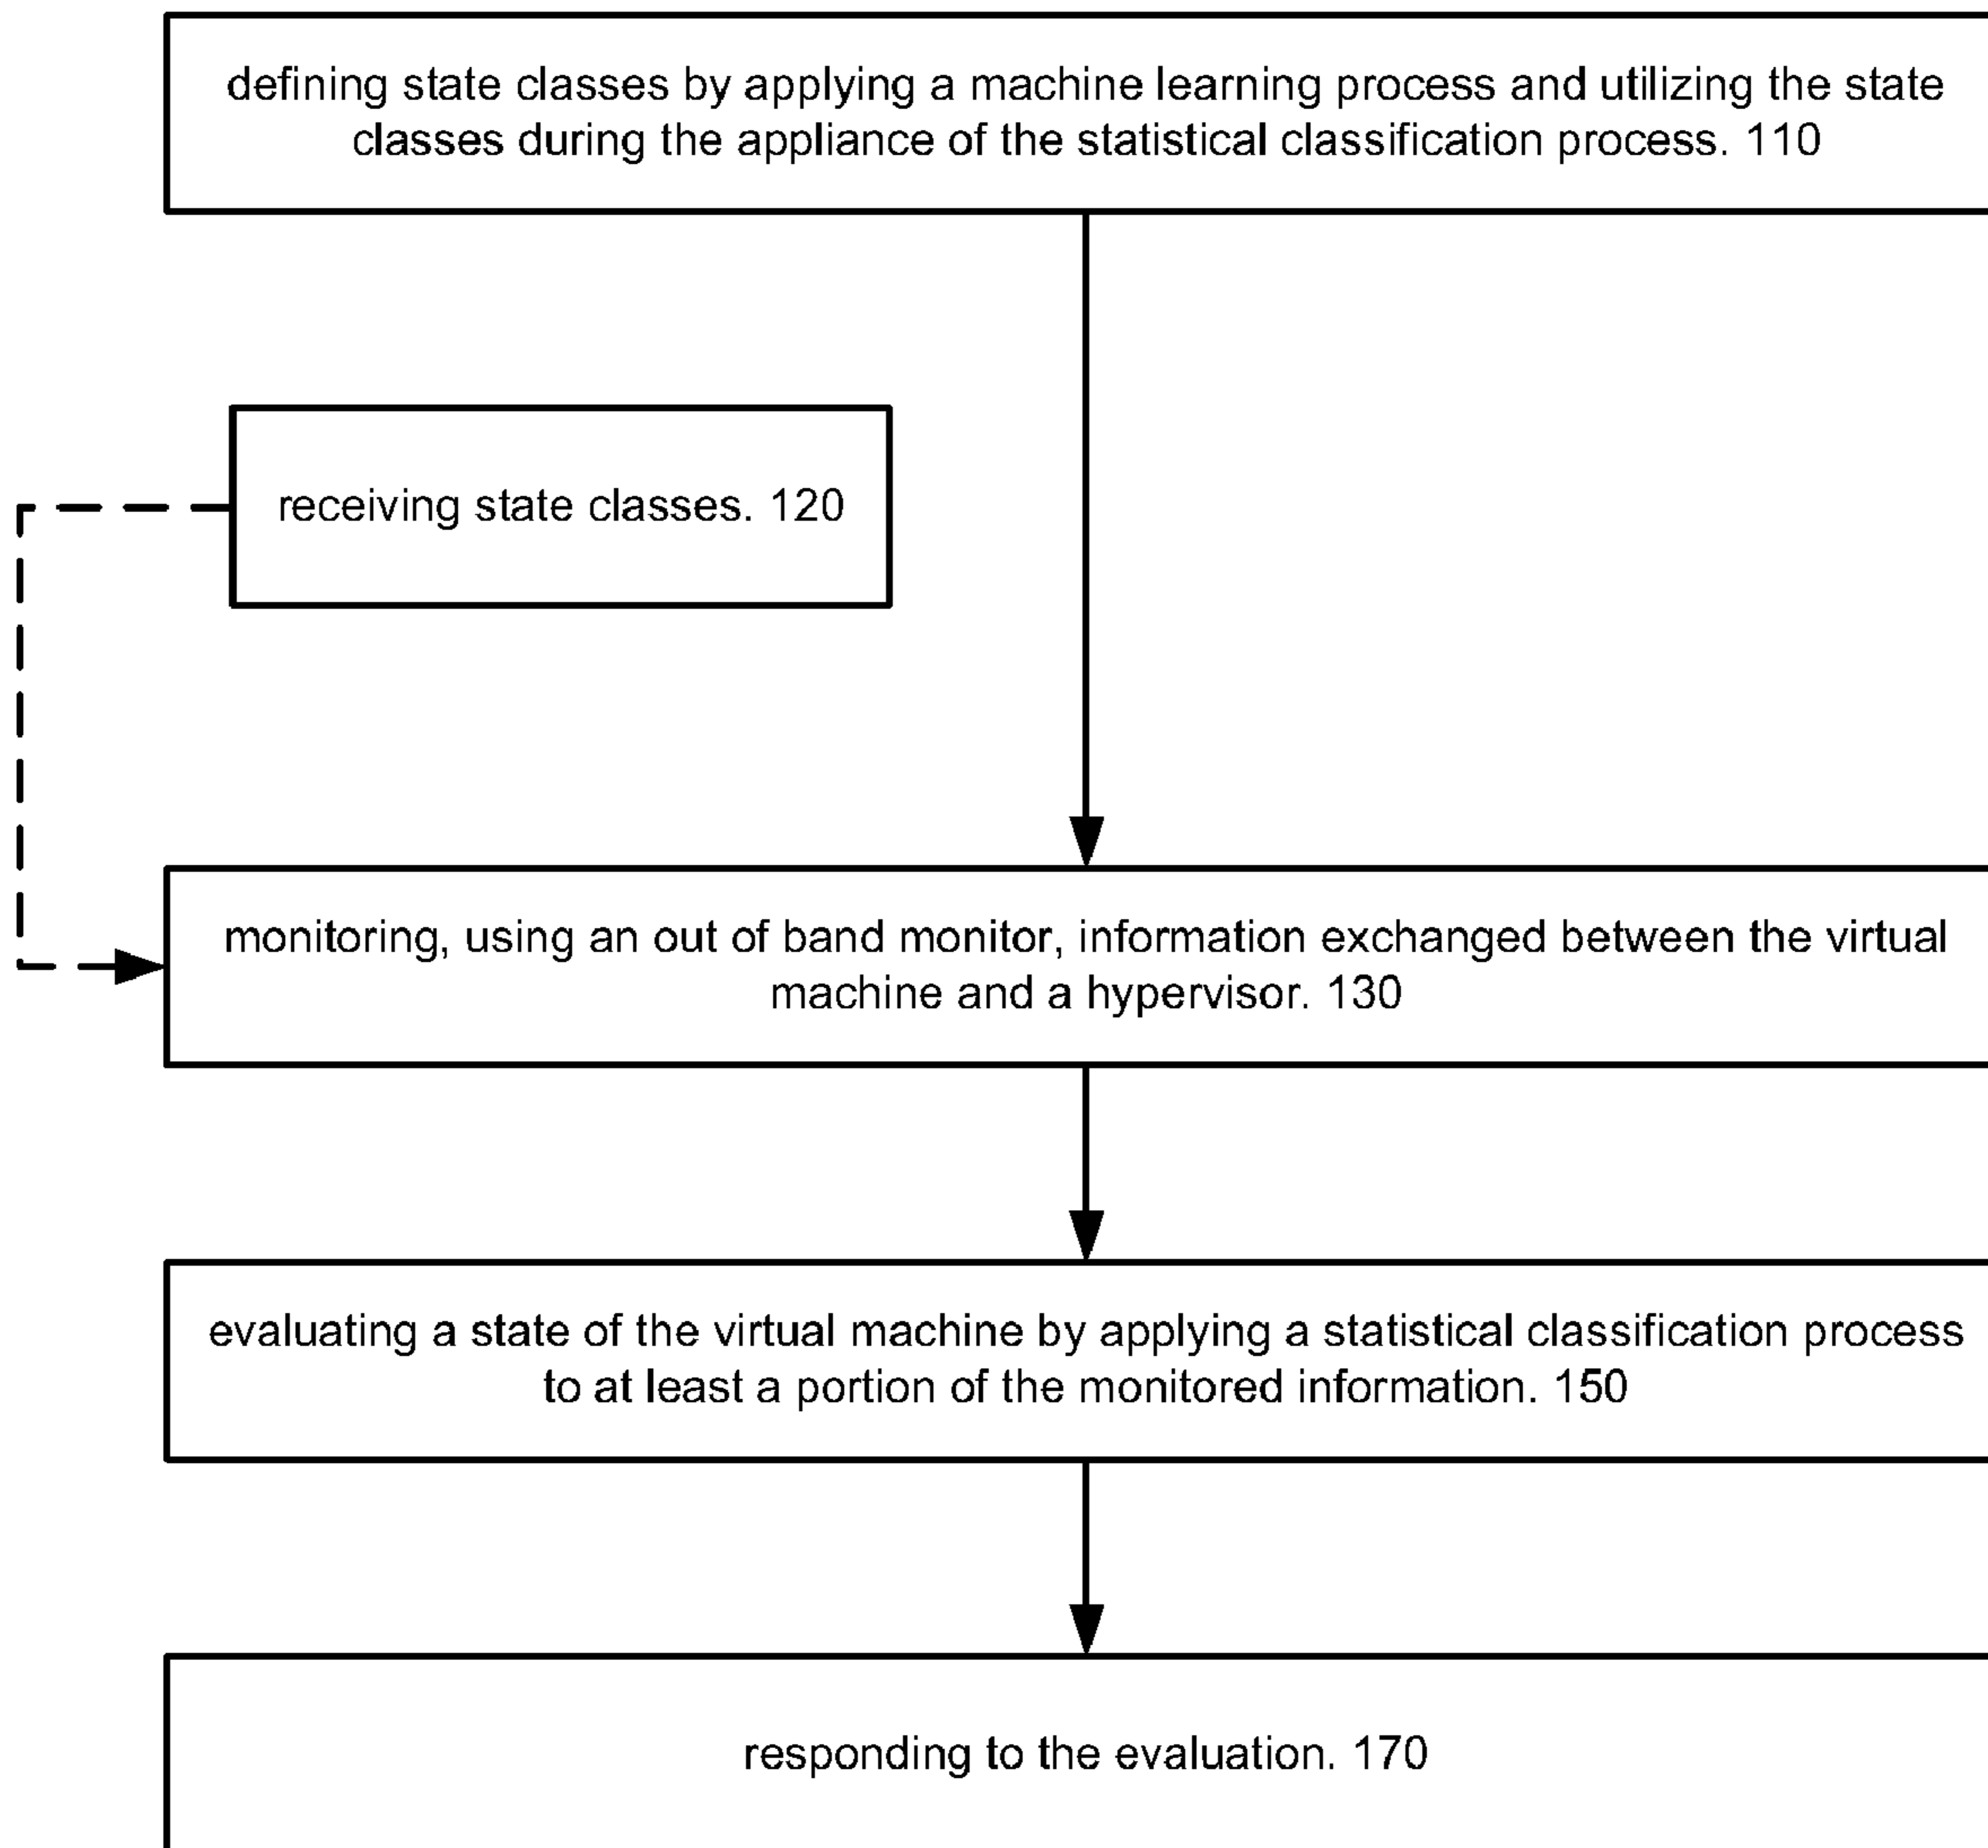 defining state classes by applying a machine learning process and utilizing the state
classes during the appliance of the statistical classification process. 110
receiving state classes. 120
monitoring, using an out of band monitor, information exchanged between the virtual
machine and a hypervisor. 130
evaluating a state of the virtual machine by applying a statistical classification process
to at least a portion of the monitored information. 150
responding to the evaluation. 170